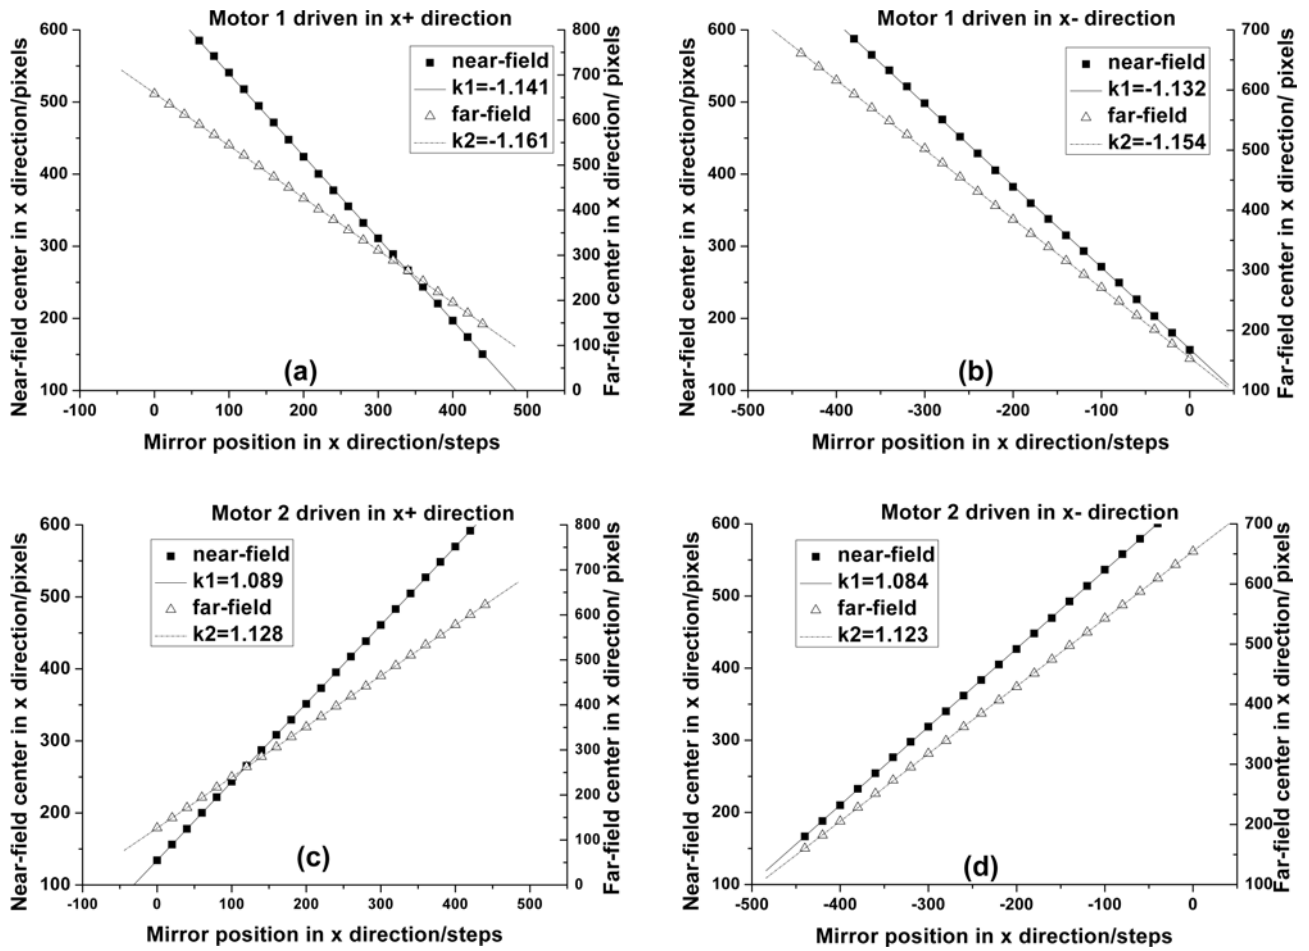 Motor 1 driven in x+ direction
600
500
400
300
200
100
Near-field center in x direction/pixels
800
700
600
500
400
300
200
100
0
Far-field center in x direction/ pixels
near-field
k1=-1.141
far-field
k2=-1.161
(a)
-100 0 100 200 300 400 500
Mirror position in x direction/steps
Motor 1 driven in x- direction
600
500
400
300
200
100
Near-field center in x direction/pixels
700
600
500
400
300
200
100
Far-field center in x direction/ pixels
near-field
k1=-1.132
far-field
k2=-1.154
(b)
-500 -400 -300 -200 -100 0
Mirror position in x direction/steps
Motor 2 driven in x+ direction
600
500
400
300
200
100
Near-field center in x direction/pixels
800
700
600
500
400
300
200
100
0
Far-field center in x direction/ pixels
near-field
k1=1.089
far-field
k2=1.128
(c)
-100 0 100 200 300 400 500
Mirror position in x direction/steps
Motor 2 driven in x- direction
600
500
400
300
200
100
Near-field center in x direction/pixels
700
600
500
400
300
200
100
Far-field center in x direction/ pixels
near-field
k1=1.084
far-field
k2=1.123
(d)
-500 -400 -300 -200 -100 0
Mirror position in x direction/steps